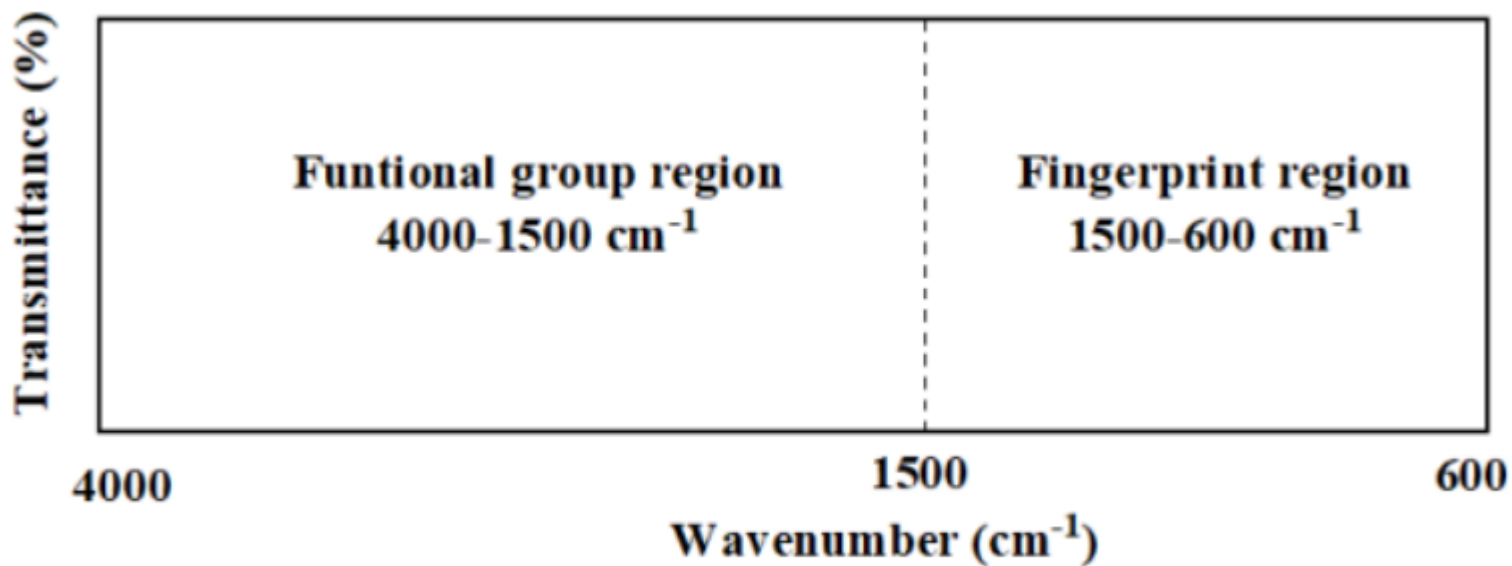 Transmittance (%)
Funtional group region
4000-1500 cm⁻¹
Fingerprint region
1500-600 cm⁻¹
4000
1500
600
Wavenumber (cm⁻¹)